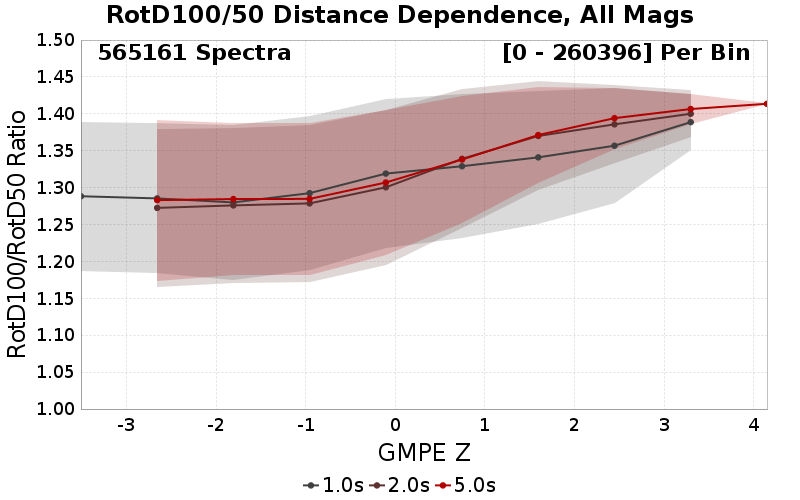 RotD100/50 Distance Dependence, All Mags
565161 Spectra
[0 - 260396] Per Bin
RotD100/RotD50 Ratio
1.50
1.45
1.40
1.35
1.30
1.25
1.20
1.15
1.10
1.05
1.00
-3 -2 -1 0 1 2 3 4
GMPE Z
1.0s 2.0s 5.0s